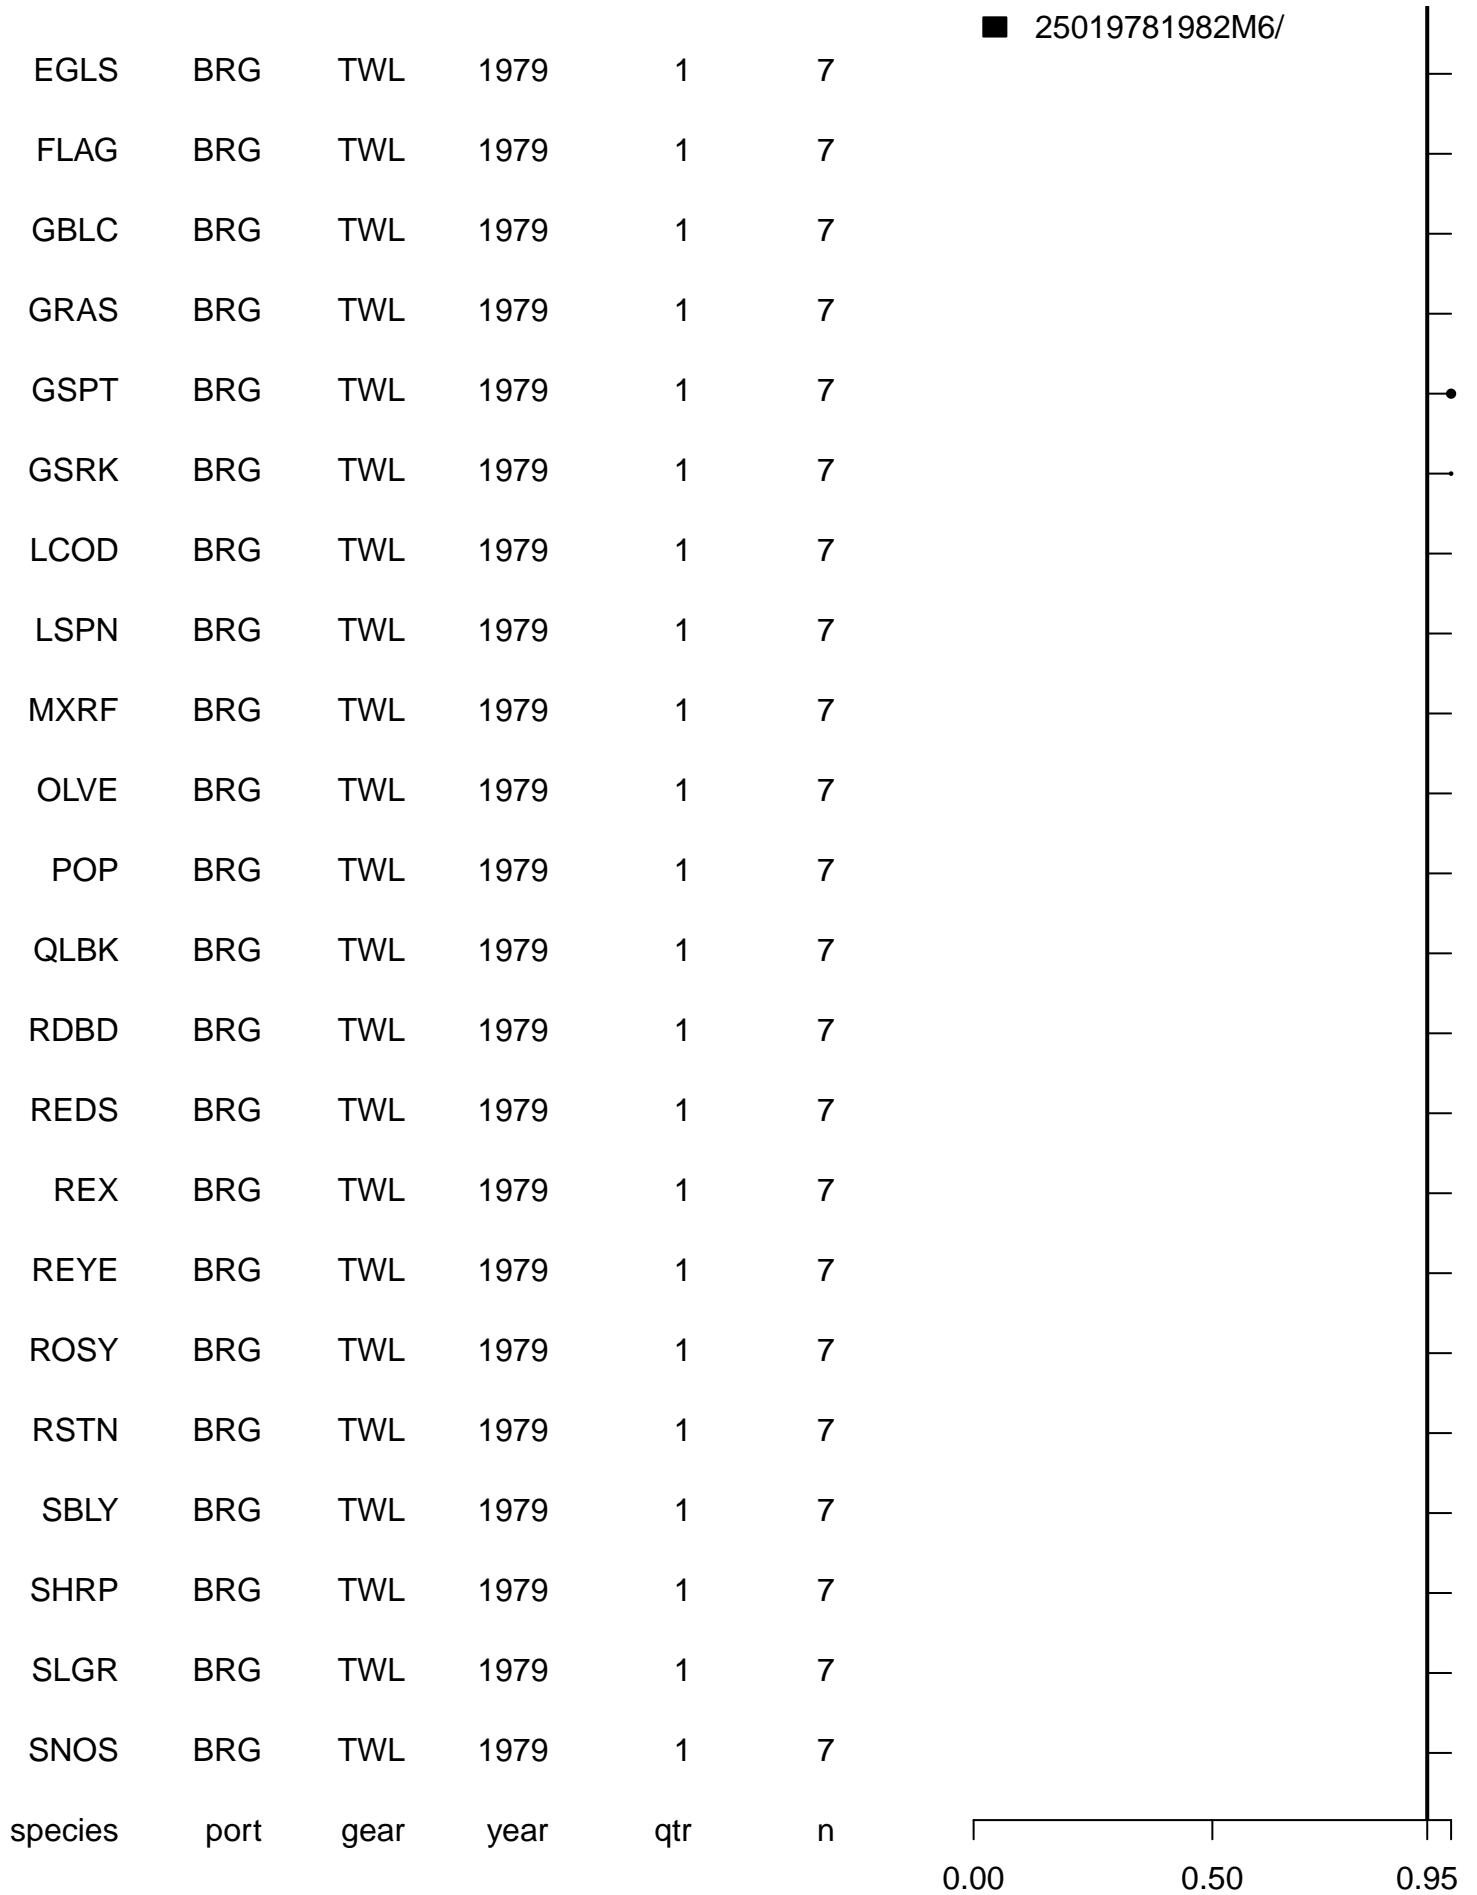 25019781982M6/
EGLS BRG TWL 1979 1 7
FLAG BRG TWL 1979 1 7
GBLC BRG TWL 1979 1 7
GRAS BRG TWL 1979 1 7
GSPT BRG TWL 1979 1 7
GSRK BRG TWL 1979 1 7
LCOD BRG TWL 1979 1 7
LSPN BRG TWL 1979 1 7
MXRF BRG TWL 1979 1 7
OLVE BRG TWL 1979 1 7
POP BRG TWL 1979 1 7
QLBK BRG TWL 1979 1 7
RDBD BRG TWL 1979 1 7
REDS BRG TWL 1979 1 7
REX BRG TWL 1979 1 7
REYE BRG TWL 1979 1 7
ROSY BRG TWL 1979 1 7
RSTN BRG TWL 1979 1 7
SBLY BRG TWL 1979 1 7
SHRP BRG TWL 1979 1 7
SLGR BRG TWL 1979 1 7
SNOS BRG TWL 1979 1 7
species port gear year qtr n
0.00 0.50 0.95